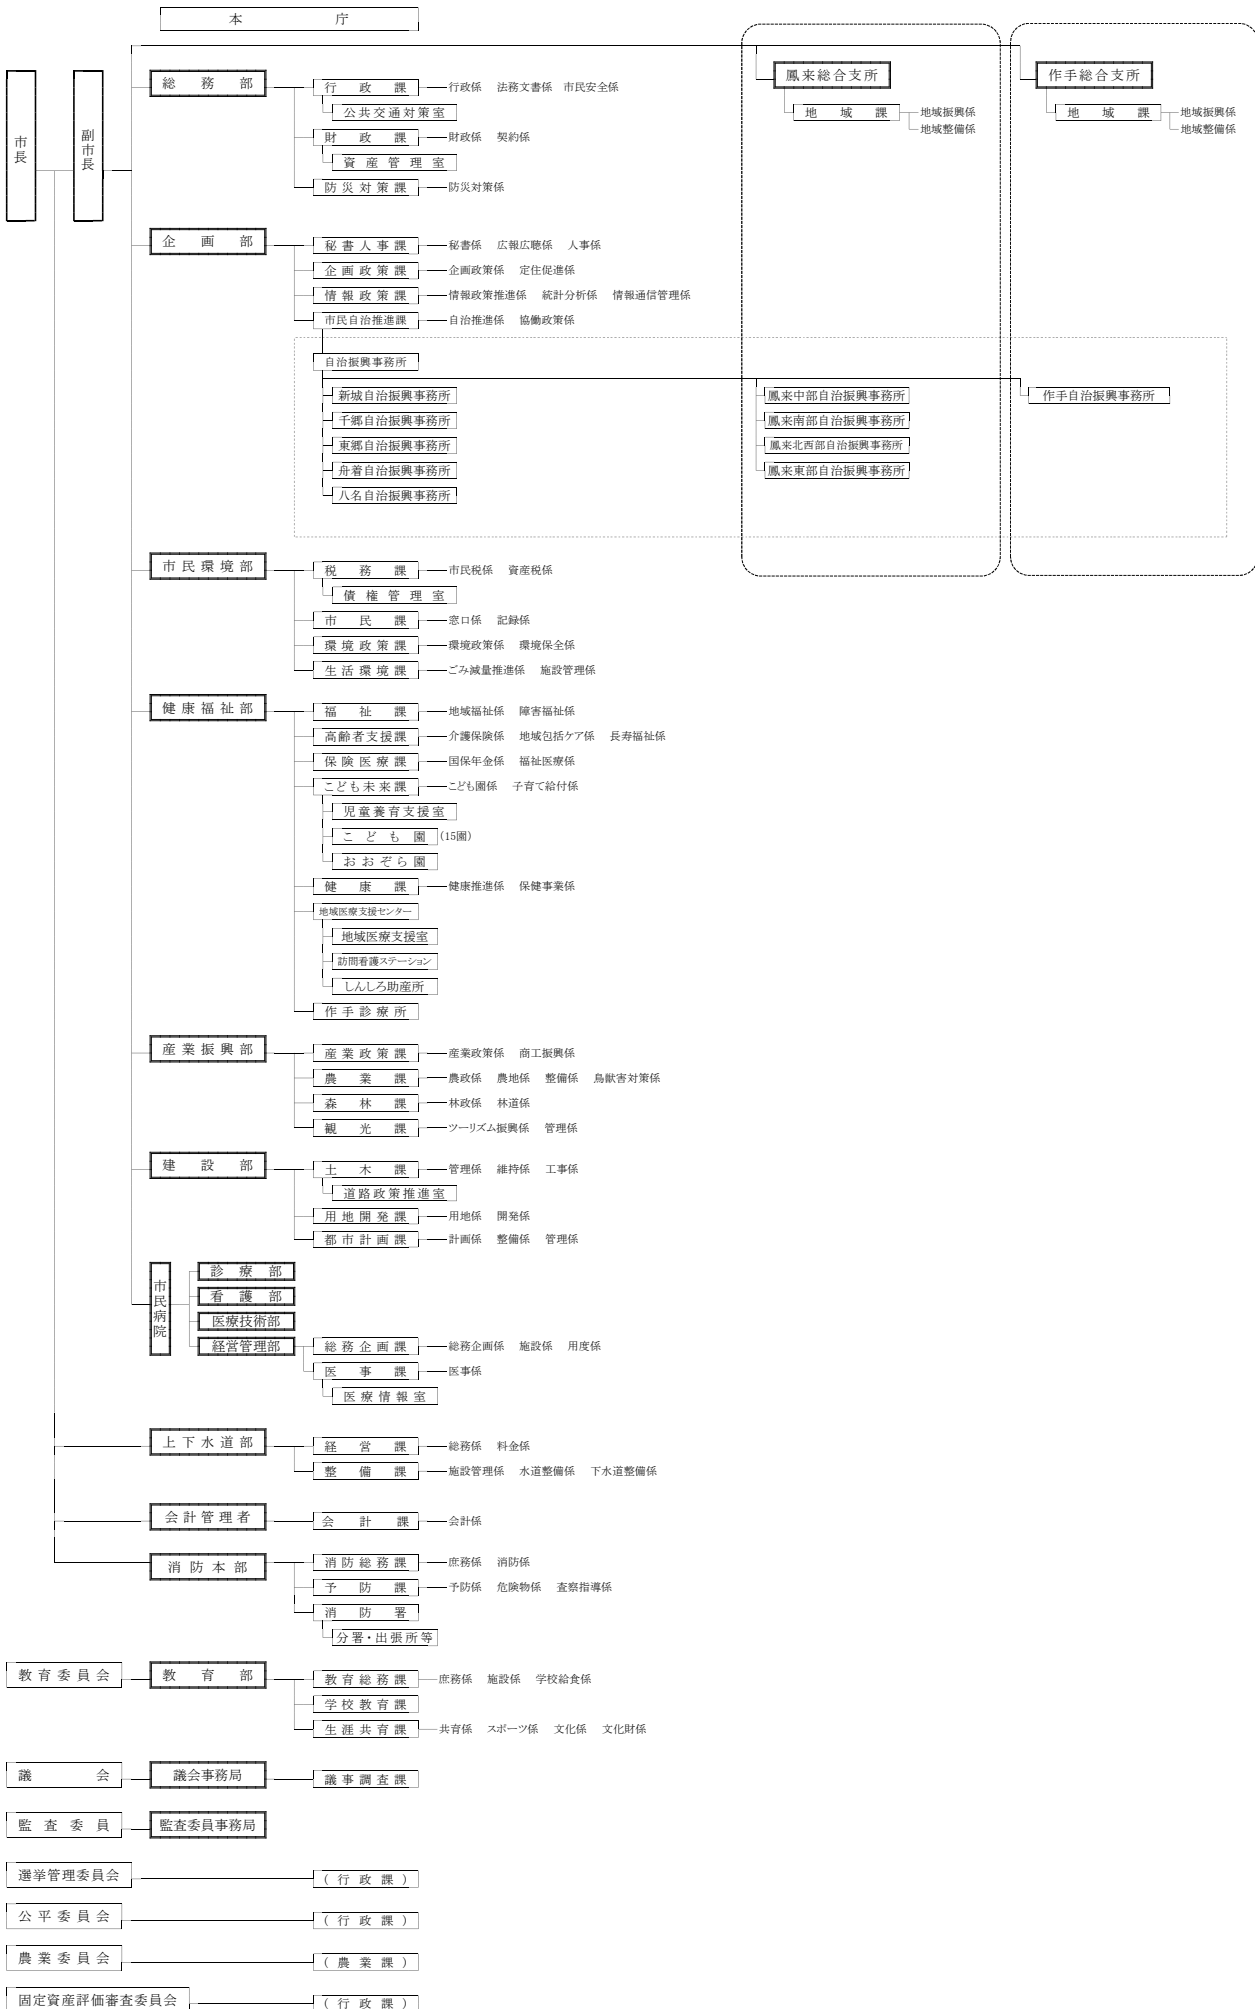 本庁
市長
副市長
鳳来総合支所
作手総合支所
地域課 地域振興係
地域整備係
地域課 地域振興係
地域整備係
総務部
行政課 行政係 法務文書係 市民安全係
公共交通対策室
財政課 財政係 契約係
資産管理室
防災対策課 防災対策係
企画部
秘書人事課 秘書係 広報広聴係 人事係
企画政策課 企画政策係 定住促進係
情報政策課 情報政策推進係 統計分析係 情報通信管理係
市民自治推進課 自治推進係 協働政策係
自治振興事務所
新城自治振興事務所 鳳来中部自治振興事務所 作手自治振興事務所
千郷自治振興事務所 鳳来南部自治振興事務所
東郷自治振興事務所 鳳来北西部自治振興事務所
舟着自治振興事務所 鳳来東部自治振興事務所
八名自治振興事務所
市民環境部
税務課 市民税係 資産税係
債権管理室
市民課 窓口係 記録係
環境政策課 環境政策係 環境保全係
生活環境課 ごみ減量推進係 施設管理係
健康福祉部
福祉課 地域福祉係 障害福祉係
高齢者支援課 介護保険係 地域包括ケア係 長寿福祉係
保険医療課 国保年金係 福祉医療係
こども未来課 こども園係 子育て給付係
児童養育支援室
こども園 (15園)
おおぞら園
健康課 健康推進係 保健事業係
地域医療支援センター
地域医療支援室
訪問看護ステーション
しんしろ助産所
作手診療所
産業振興部
産業政策課 産業政策係 商工振興係
農業課 農政係 農地係 整備係 鳥獣害対策係
森林課 林政係 林道係
観光課 ツーリズム振興係 管理係
建設部
土木課 管理係 維持係 工事係
道路政策推進室
用地開発課 用地係 開発係
都市計画課 計画係 整備係 管理係
市民病院
診療部
看護部
医療技術部
経営管理部
総務企画課 総務企画係 施設係 用度係
医事課 医事係
医療情報室
上下水道部
経営課 総務係 料金係
整備課 施設管理係 水道整備係 下水道整備係
会計管理者 会計課 会計係
消防本部
消防総務課 庶務係 消防係
予防課 予防係 危険物係 査察指導係
消防署
分署・出張所等
教育委員会 教育部
教育総務課 庶務係 施設係 学校給食係
学校教育課
生涯共育課 共育係 スポーツ係 文化係 文化財係
議会 議会事務局 議事調査課
監査委員 監査委員事務局
選挙管理委員会 (行政課)
公平委員会 (行政課)
農業委員会 (農業課)
固定資産評価審査委員会 (行政課)